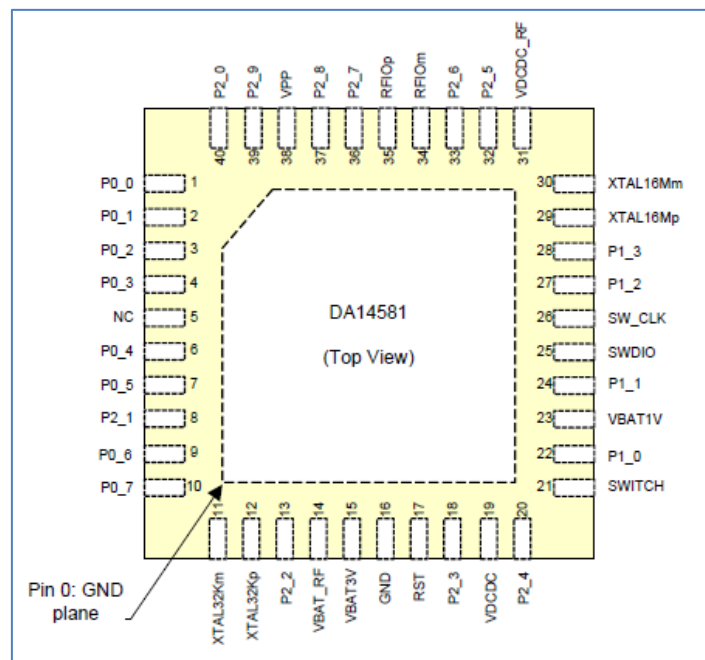 P2_0
P2_9
VPP
P2_8
P2_7
RFIOp
RFIOm
P2_6
P2_5
VDCDC_RF
40
39
38
37
36
35
34
33
32
31
P0_0 1
P0_1 2
P0_2 3
P0_3 4
NC 5
P0_4 6
P0_5 7
P2_1 8
P0_6 9
P0_7 10
DA14581
(Top View)
30 XTAL16Mm
29 XTAL16Mp
28 P1_3
27 P1_2
26 SW_CLK
25 SWDIO
24 P1_1
23 VBAT1V
22 P1_0
21 SWITCH
11
12
13
14
15
16
17
18
19
20
XTAL32Km
XTAL32Kp
P2_2
VBAT_RF
VBAT3V
GND
RST
P2_3
VDCDC
P2_4
Pin 0: GND
plane